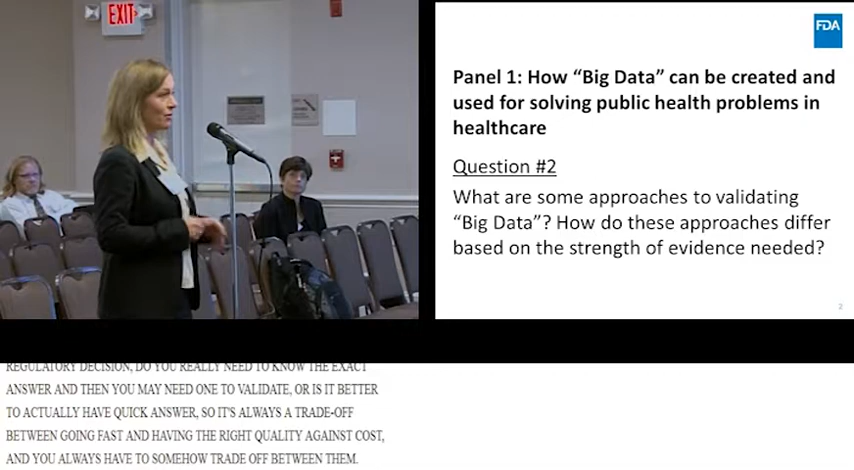 EXIT
FDA
Panel 1: How “Big Data” can be created and
used for solving public health problems in
healthcare
Question #2
What are some approaches to validating
“Big Data”? How do these approaches differ
based on the strength of evidence needed?
2
REGULATORY DECISION, DO YOU REALLY NEED TO KNOW THE EXACT
ANSWER AND THEN YOU MAY NEED ONE TO VALIDATE, OR IS IT BETTER
TO ACTUALLY HAVE QUICK ANSWER, SO IT'S ALWAYS A TRADE-OFF
BETWEEN GOING FAST AND HAVING THE RIGHT QUALITY AGAINST COST,
AND YOU ALWAYS HAVE TO SOMEHOW TRADE OFF BETWEEN THEM.